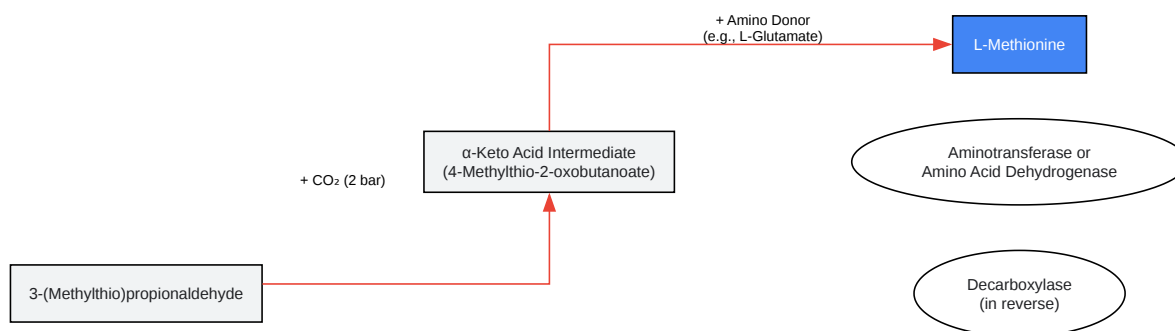 + Amino Donor
(e.g., L-Glutamate)
L-Methionine
α-Keto Acid Intermediate
(4-Methylthio-2-oxobutanoate)
Aminotransferase or
Amino Acid Dehydrogenase
+ CO₂ (2 bar)
3-(Methylthio)propionaldehyde
Decarboxylase
(in reverse)